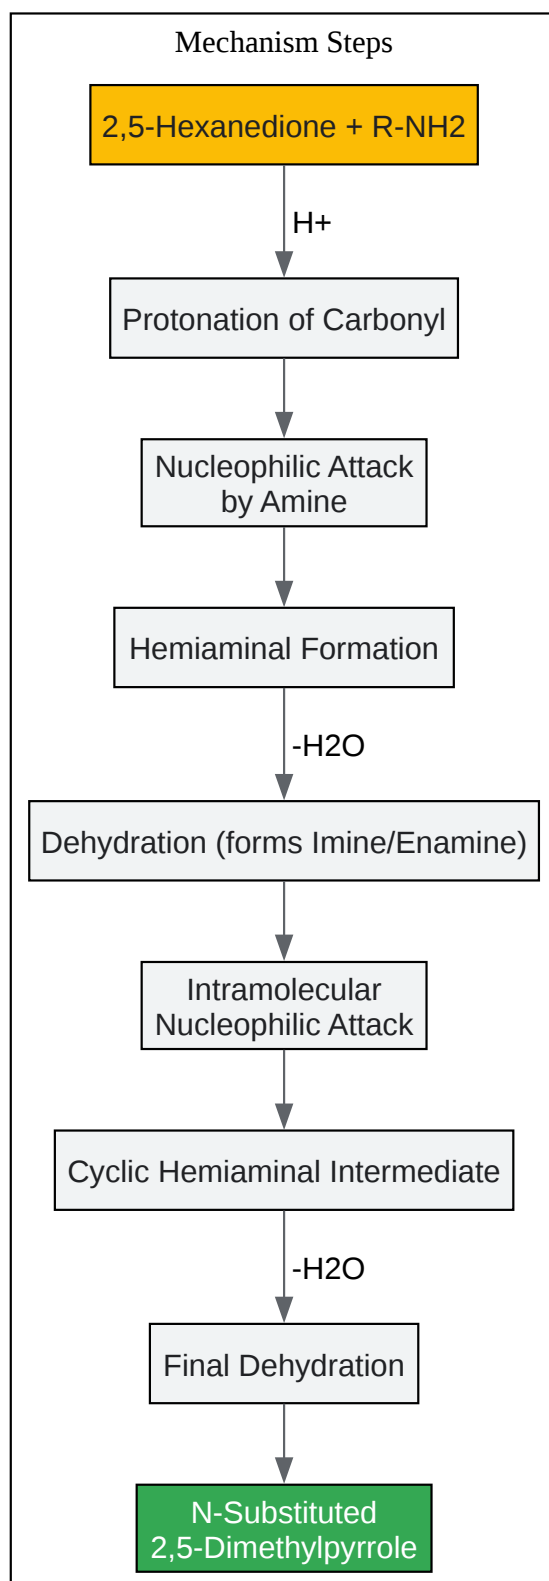 Mechanism Steps
2,5-Hexanedione + R-NH2
H+
Protonation of Carbonyl
Nucleophilic Attack
by Amine
Hemiaminal Formation
-H2O
Dehydration (forms Imine/Enamine)
Intramolecular
Nucleophilic Attack
Cyclic Hemiaminal Intermediate
-H2O
Final Dehydration
N-Substituted
2,5-Dimethylpyrrole